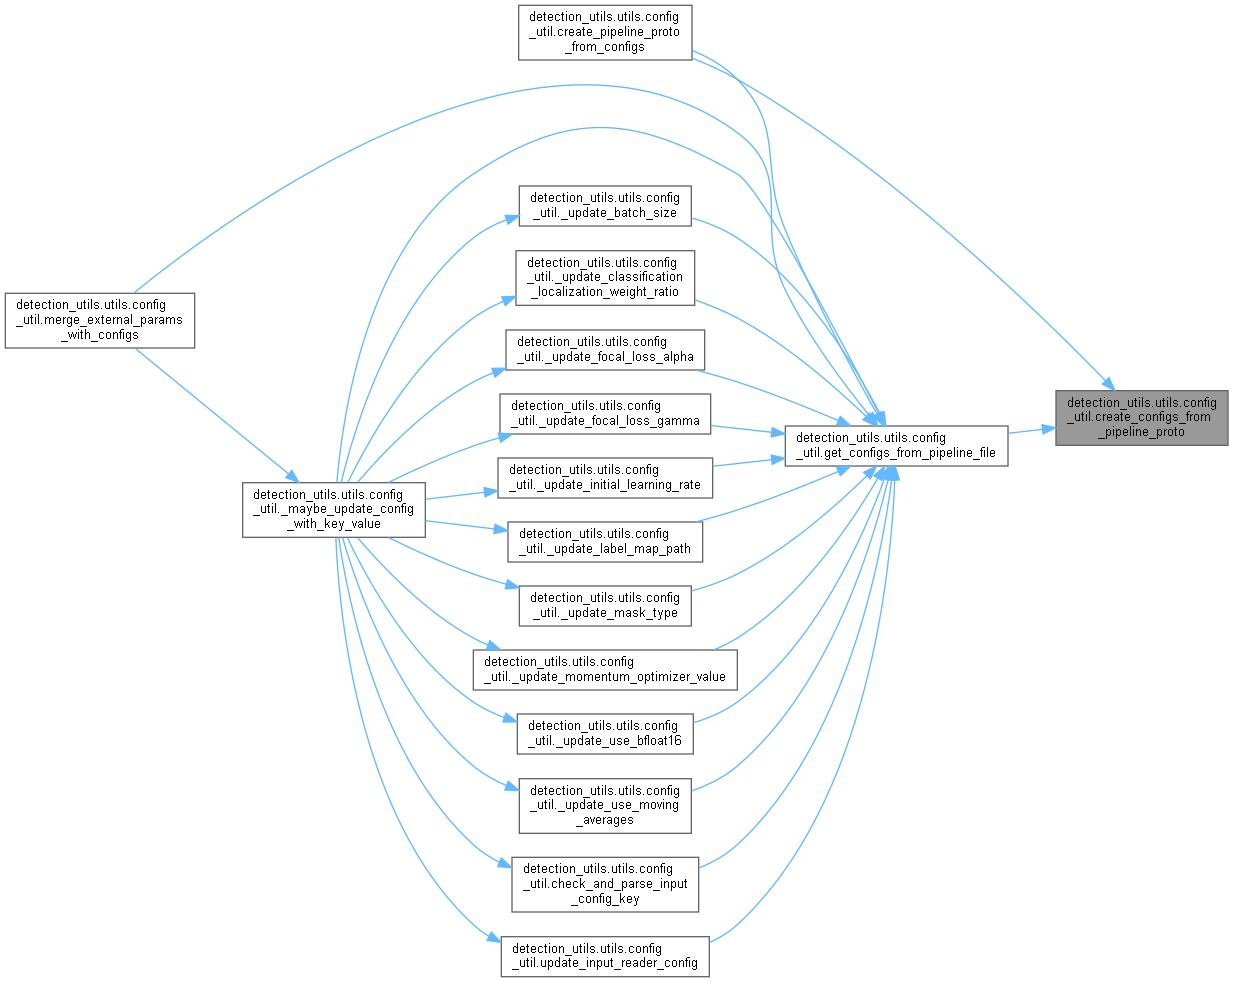 detection_utils.utils.config
_util.create_pipeline_proto
_from_configs
detection_utils.utils.config
_util._update_batch_size
detection_utils.utils.config
_util._update_classification
_localization_weight_ratio
detection_utils.utils.config
_util.merge_external_params
_with_configs
detection_utils.utils.config
_util._update_focal_loss_alpha
detection_utils.utils.config
_util._update_focal_loss_gamma
detection_utils.utils.config
_util.create_configs_from
_pipeline_proto
detection_utils.utils.config
_util.get_configs_from_pipeline_file
detection_utils.utils.config
_util._update_initial_learning_rate
detection_utils.utils.config
_util._maybe_update_config
_with_key_value
detection_utils.utils.config
_util._update_label_map_path
detection_utils.utils.config
_util._update_mask_type
detection_utils.utils.config
_util._update_momentum_optimizer_value
detection_utils.utils.config
_util._update_use_bfloat16
detection_utils.utils.config
_util._update_use_moving
_averages
detection_utils.utils.config
_util.check_and_parse_input
_config_key
detection_utils.utils.config
_util.update_input_reader_config